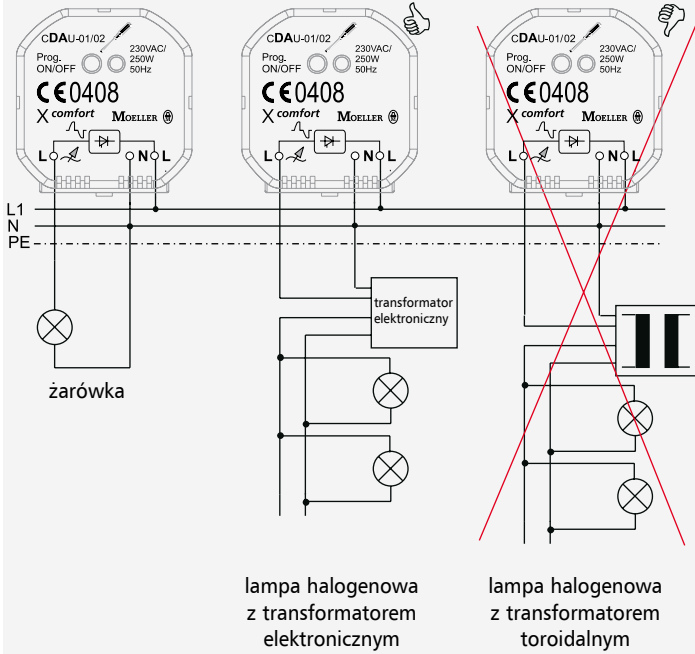 CDAU-01/02
Prog.
ON/OFF
230VAC/
250W
50Hz
CE0408
X comfort MOELLER
L N L
CDAU-01/02
Prog.
ON/OFF
230VAC/
250W
50Hz
CE0408
X comfort MOELLER
L N L
CDAU-01/02
Prog.
ON/OFF
230VAC/
250W
50Hz
CE0408
X comfort MOELLER
L N L
L1
N
PE
transformator
elektroniczny
żarówka
lampa halogenowa
z transformatorem
elektronicznym
lampa halogenowa
z transformatorem
toroidalnym